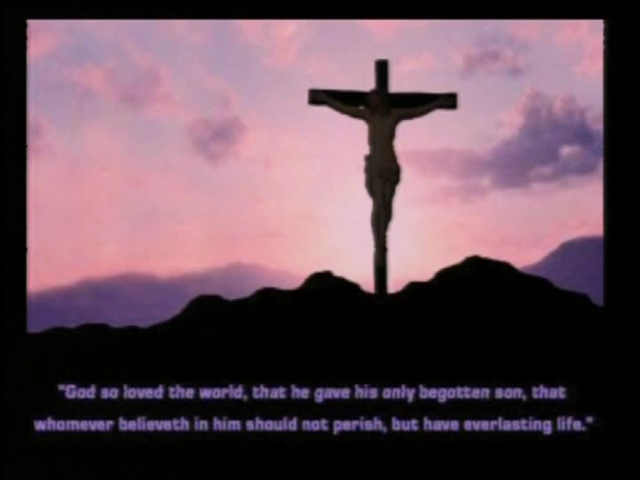 "God so loved the world, that he gave his only begotten son, that
whomever believeth in him should not perish, but have everlasting life."